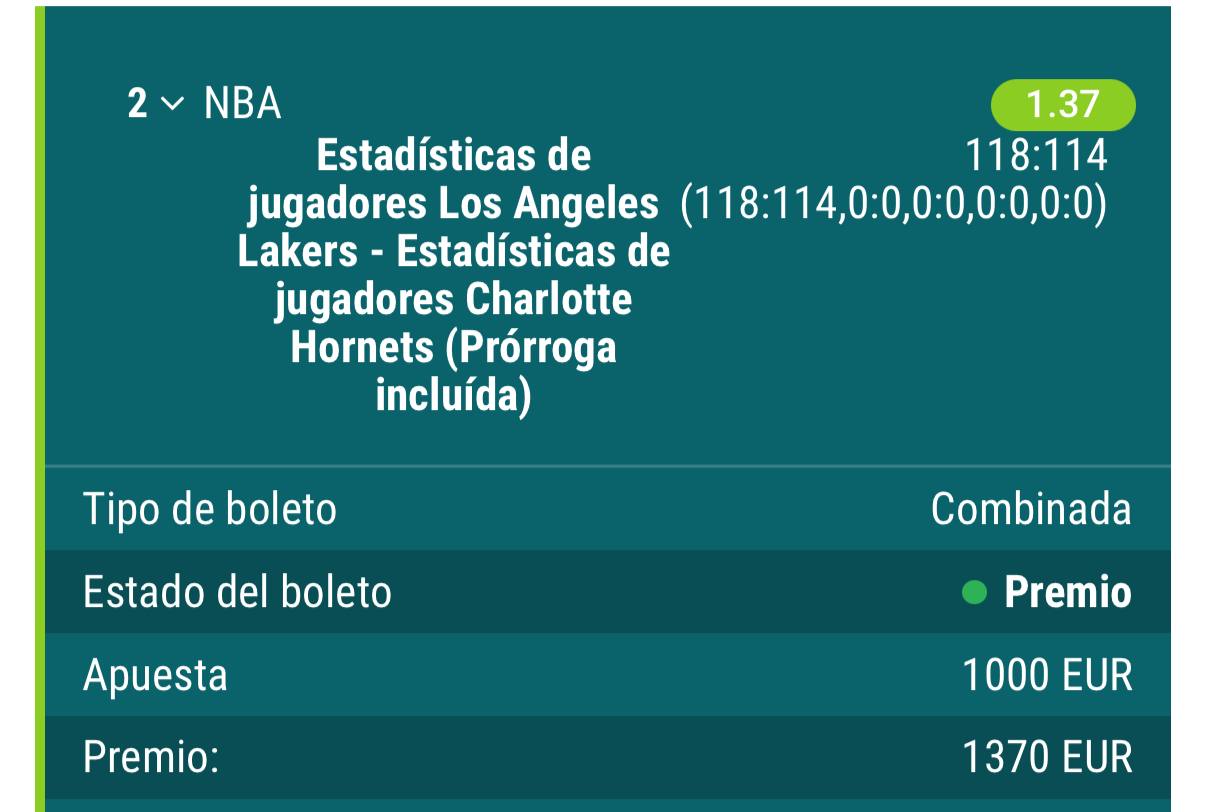 2 NBA 1.37
Estadísticas de 118:114
jugadores Los Angeles (118:114,0:0,0:0,0:0,0:0)
Lakers - Estadísticas de
jugadores Charlotte
Hornets (Prórroga
incluída)
Tipo de boleto Combinada
Estado del boleto Premio
Apuesta 1000 EUR
Premio: 1370 EUR